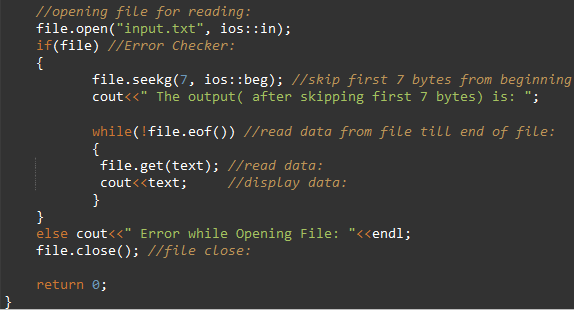 //opening file for reading:
file.open("input.txt", ios::in);
if(file) //Error Checker:
{
file.seekg(7, ios::beg); //skip first 7 bytes from beginning
cout<<" The output( after skipping first 7 bytes) is: ";
while(!file.eof()) //read data from file till end of file:
{
file.get(text); //read data:
cout<<text; //display data:
}
}
else cout<<" Error while Opening File: "<<endl;
file.close(); //file close:
return 0;
}